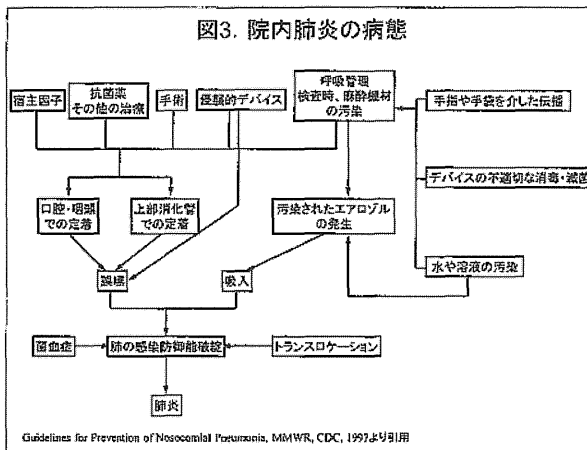 図3. 院内肺炎の病態
宿主因子
抗菌薬
その他の治療
手術
侵襲的デバイス
呼吸管理
検査時、麻酔機材
の汚染
手指や手袋を介した伝播
デバイスの不適切な消毒・滅菌
口腔・咽頭
での定着
上部消化管
での定着
汚染されたエアロゾル
の発生
水や溶液の汚染
誤嚥
吸入
菌血症
肺の感染防御能破綻
トランスロケーション
肺炎
Guidelines for Prevention of Nosocomial Pneumonia, MMWR, CDC, 1997より引用